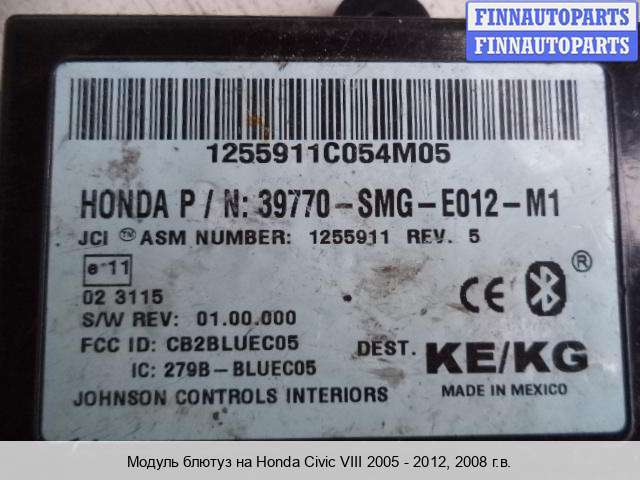 FINNAUTOPARTS
FINNAUTOPARTS
1255911C054M05
HONDA P / N: 39770-SMG-E012-M1
JCI ™ ASM NUMBER: 1255911 REV. 5
e 11
02 3115
S/W REV: 01.00.000
CE ®
FCC ID: CB2BLUEC05
IC: 279B-BLUEC05
DEST. KE/KG
JOHNSON CONTROLS INTERIORS
MADE IN MEXICO
Модуль блютуз на Honda Civic VIII 2005 - 2012, 2008 г.в.